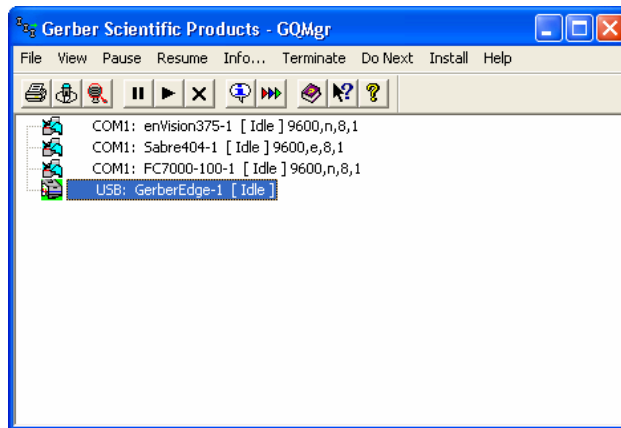 Gerber Scientific Products - GQMgr
File View Pause Resume Info... Terminate Do Next Install Help
COM1: enVision375-1 [ Idle ] 9600,n,8,1
COM1: Sabre404-1 [ Idle ] 9600,e,8,1
COM1: FC7000-100-1 [ Idle ] 9600,n,8,1
USB: GerberEdge-1 [ Idle ]